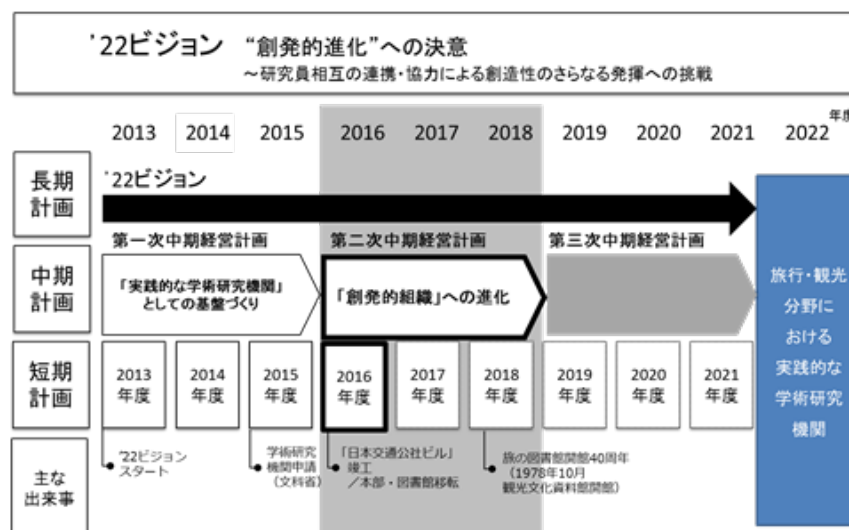 '22ビジョン “創発的進化”への決意
～研究員相互の連携・協力による創造性のさらなる発揮への挑戦
年度
2013 2014 2015 2016 2017 2018 2019 2020 2021 2022
長期
計画
'22ビジョン
中期
計画
第一次中期経営計画
「実践的な学術研究機関」
としての基盤づくり
第二次中期経営計画
「創発的組織」への進化
第三次中期経営計画
短期
計画
2013
年度
2014
年度
2015
年度
2016
年度
2017
年度
2018
年度
2019
年度
2020
年度
2021
年度
主な
出来事
'22ビジョン
スタート
学術研究
機関申請
（文科省）
「日本交通公社ビル」
竣工
／本部・図書館移転
旅の図書館開館40周年
（1978年10月
観光文化資料館開館）
旅行・観光
分野に
おける
実践的な
学術研究
機関